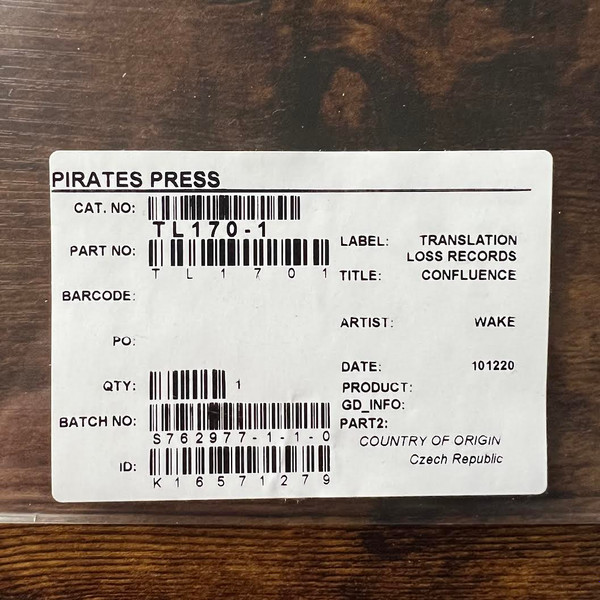 PIRATES PRESS
CAT. NO:
TL170-1
PART NO:
T L 1 7 0 1
BARCODE:
PO:
QTY: 1
BATCH NO:
S762977-1-1-0
ID:
K16571279
LABEL: TRANSLATION
LOSS RECORDS
TITLE: CONFLUENCE
ARTIST: WAKE
DATE: 101220
PRODUCT:
GD_INFO:
PART2:
COUNTRY OF ORIGIN
Czech Republic